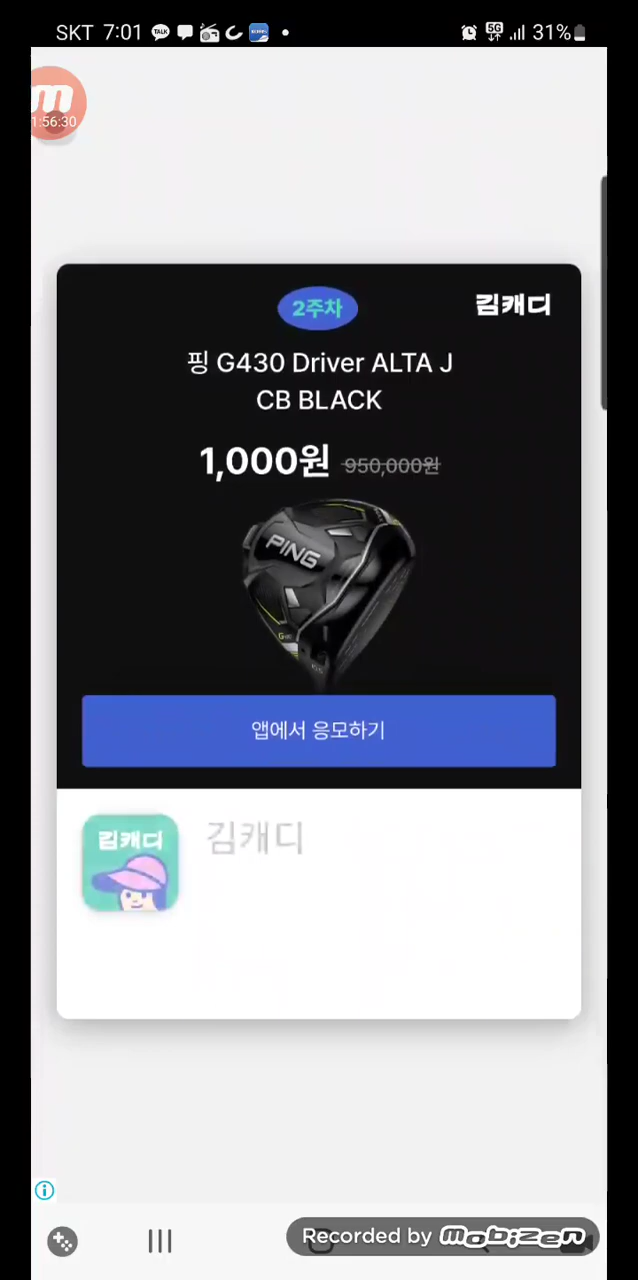 SKT 7:01 TALK 5G 31%
m
1:56:30
2주차
김캐디
핑 G430 Driver ALTA J
CB BLACK
1,000원 950,000원
PING
앱에서 응모하기
김캐디
김캐디
Recorded by mobizen